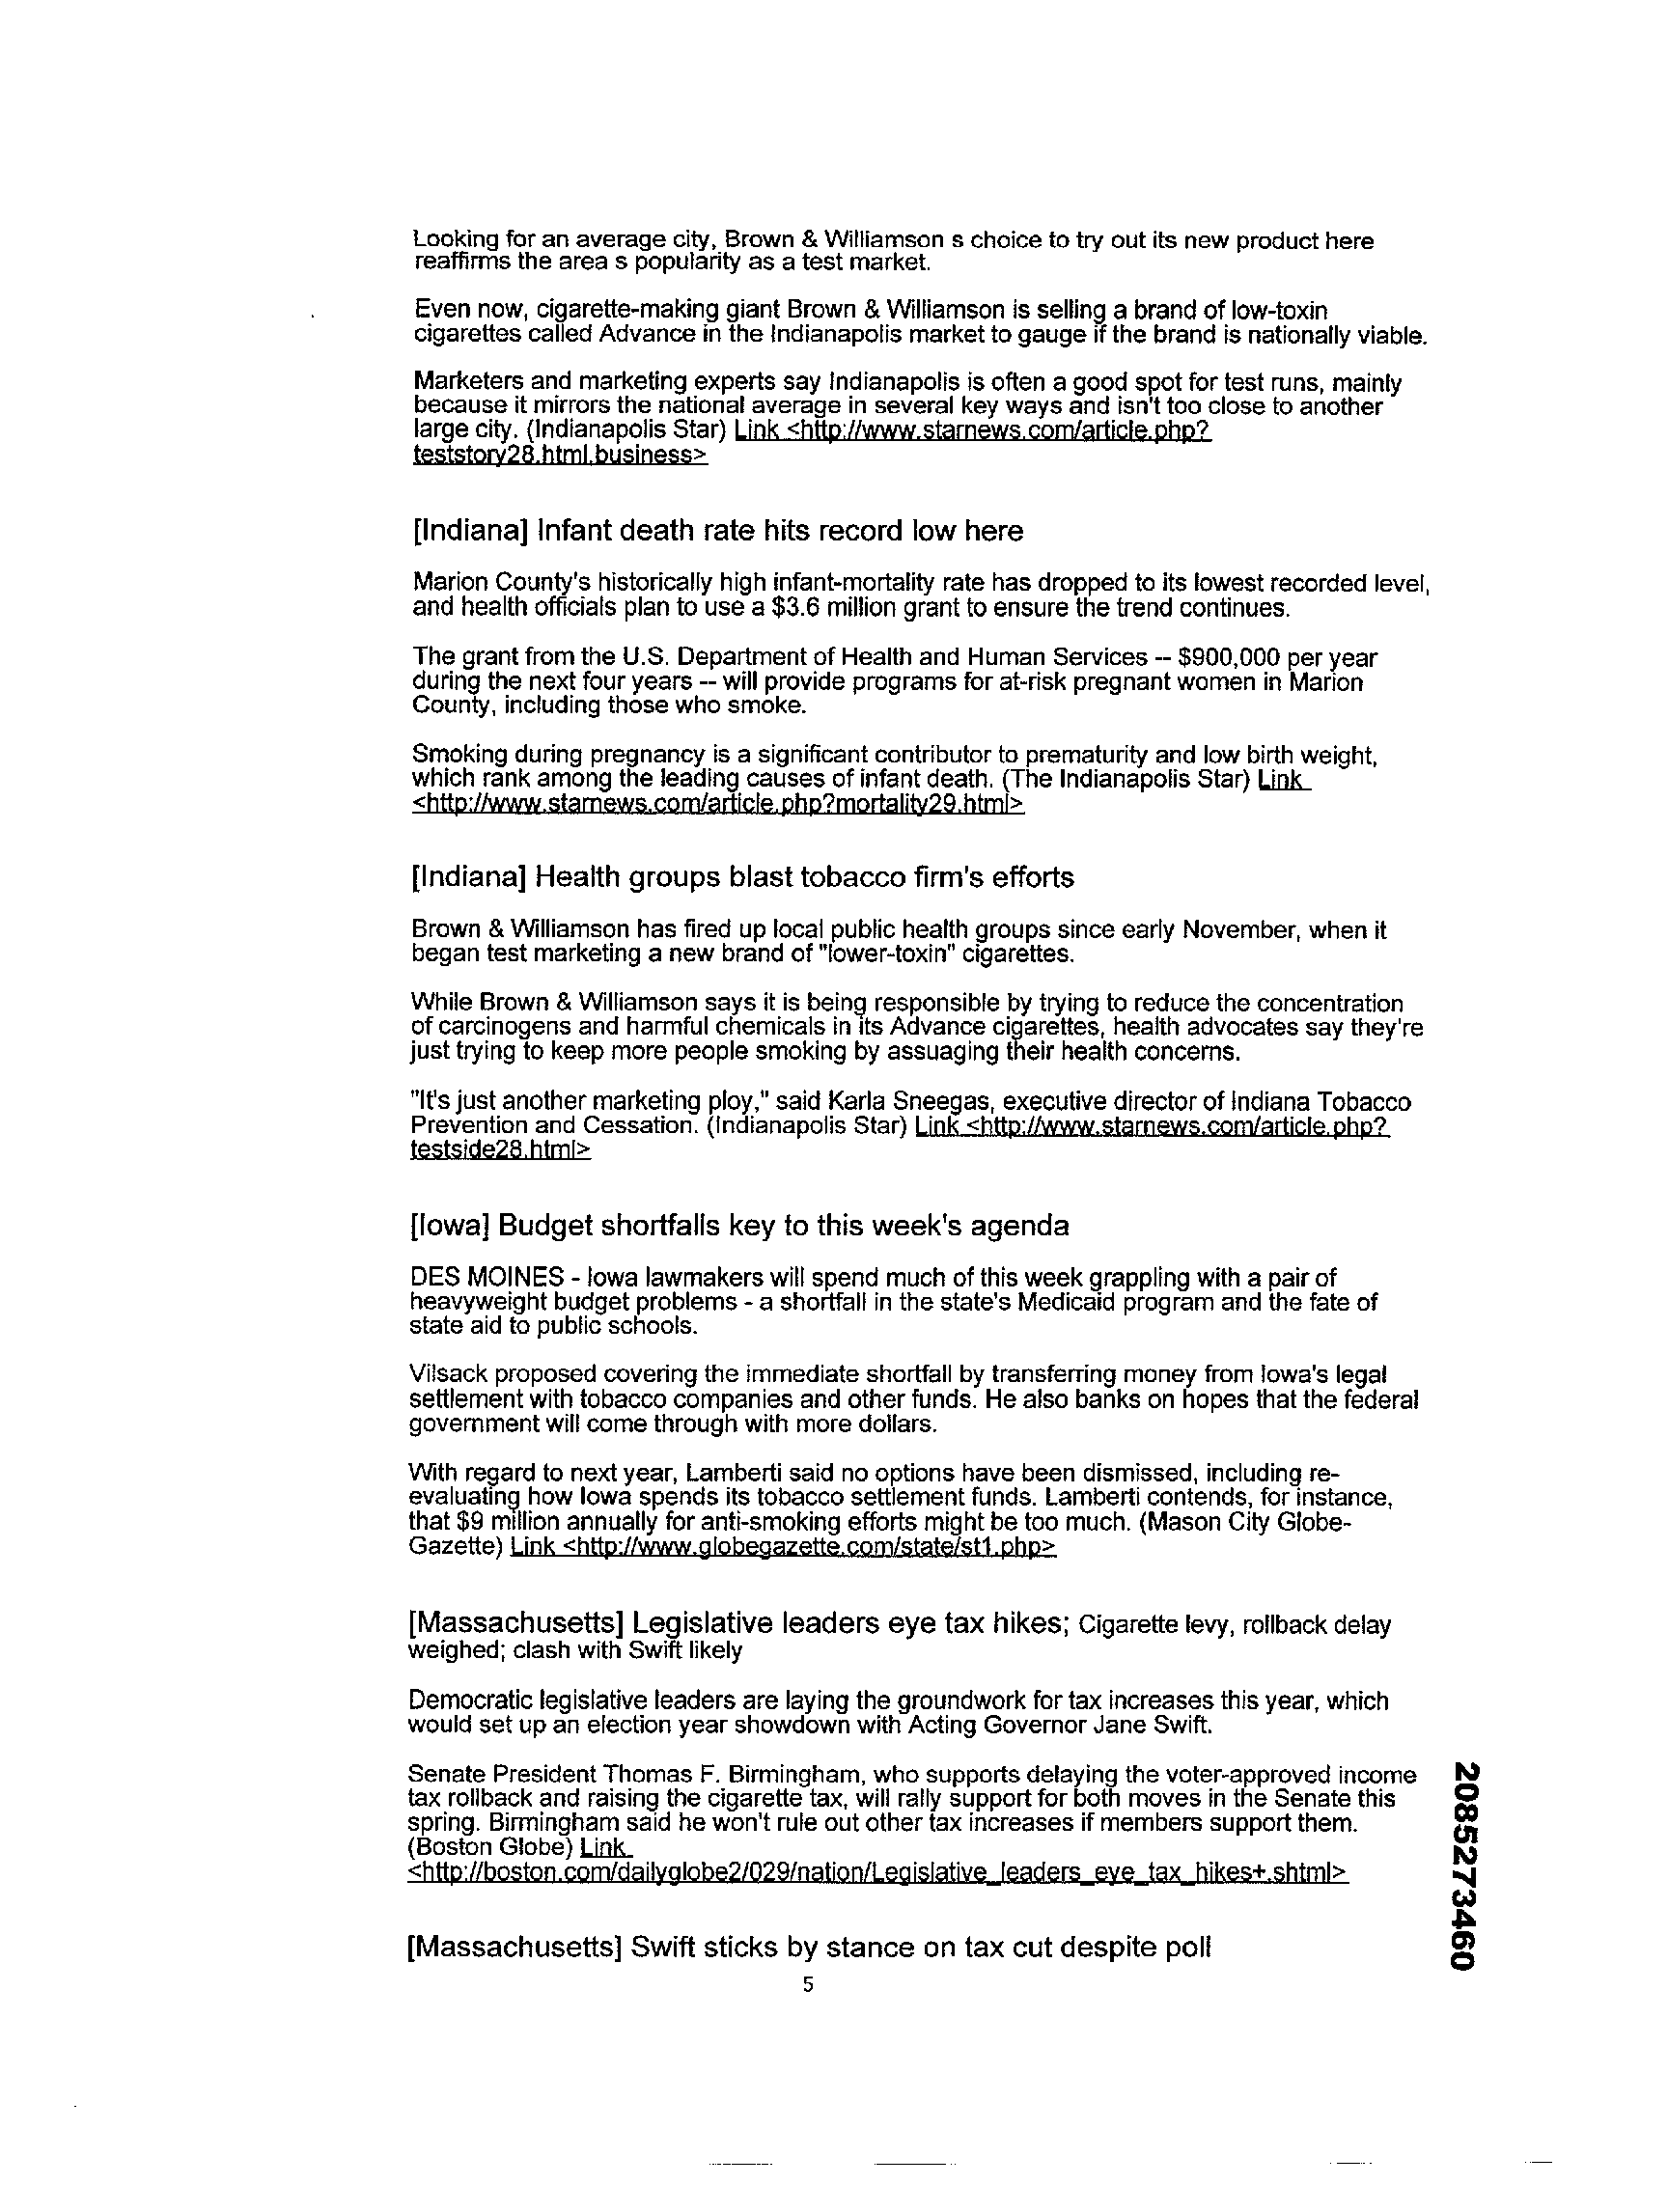 Looking for an average city, Brown & Williamson s choice to try out its new product here
reaffirms the area s popularity as a test market.
Even now, cigarette-making giant Brown & Williamson is selling a brand of low-toxin
cigarettes called Advance in the Indianapolis market to gauge if the brand is nationally viable.
Marketers and marketing experts say Indianapolis is often a good spot for test runs, mainly
because it mirrors the national average in several key ways and isn't too close to another
large city. (Indianapolis Star) Link <http://www.starnews.com/article.php?
teststory28.html,business>
[Indiana] Infant death rate hits record low here
Marion County's historically high infant-mortality rate has dropped to its lowest recorded level,
and health officials plan to use a $3.6 million grant to ensure the trend continues.
The grant from the U.S. Department of Health and Human Services -- $900,000 per year
during the next four years -- will provide programs for at-risk pregnant women in Marion
County, including those who smoke.
Smoking during pregnancy is a significant contributor to prematurity and low birth weight,
which rank among the leading causes of infant death. (The Indianapolis Star) Link
<http://www.starnews.com/article.php?mortality29.html>
[Indiana] Health groups blast tobacco firm's efforts
Brown & Williamson has fired up local public health groups since early November, when it
began test marketing a new brand of "lower-toxin" cigarettes.
While Brown & Williamson says it is being responsible by trying to reduce the concentration
of carcinogens and harmful chemicals in its Advance cigarettes, health advocates say they're
just trying to keep more people smoking by assuaging their health concerns.
"It's just another marketing ploy," said Karla Sneegas, executive director of Indiana Tobacco
Prevention and Cessation. (Indianapolis Star) Link <http://www.starnews.com/article.php?
testside28.html>
[Iowa] Budget shortfalls key to this week's agenda
DES MOINES - Iowa lawmakers will spend much of this week grappling with a pair of
heavyweight budget problems - a shortfall in the state's Medicaid program and the fate of
state aid to public schools.
Vilsack proposed covering the immediate shortfall by transferring money from Iowa's legal
settlement with tobacco companies and other funds. He also banks on hopes that the federal
government will come through with more dollars.
With regard to next year, Lamberti said no options have been dismissed, including re-
evaluating how Iowa spends its tobacco settlement funds. Lamberti contends, for instance,
that $9 million annually for anti-smoking efforts might be too much. (Mason City Globe-
Gazette) Link <http://www.globegazette.com/state/st1.php>
[Massachusetts] Legislative leaders eye tax hikes; Cigarette levy, rollback delay
weighed; clash with Swift likely
Democratic legislative leaders are laying the groundwork for tax increases this year, which
would set up an election year showdown with Acting Governor Jane Swift.
Senate President Thomas F. Birmingham, who supports delaying the voter-approved income
tax rollback and raising the cigarette tax, will rally support for both moves in the Senate this
spring. Birmingham said he won't rule out other tax increases if members support them.
(Boston Globe) Link
<http://boston.com/dailyglobe2/029/nation/Legislative_leaders_eye_tax_hikes+.shtml>
[Massachusetts] Swift sticks by stance on tax cut despite poll
5
2085273460